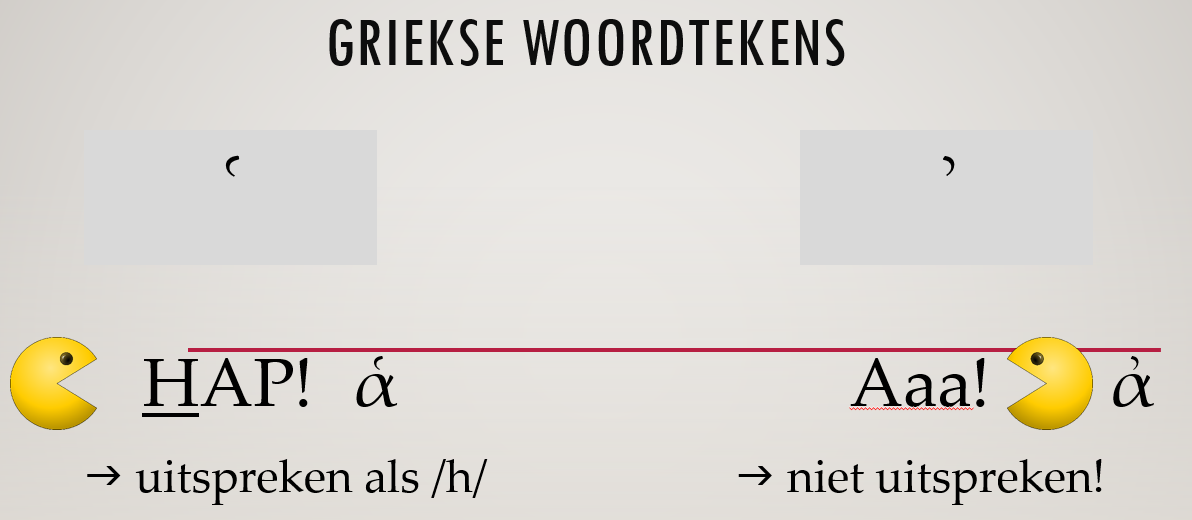 GRIEKSE WOORDTEKENS
῾ ᾿
HAP! ἁ Aaa! ἀ
→ uitspreken als /h/ → niet uitspreken!